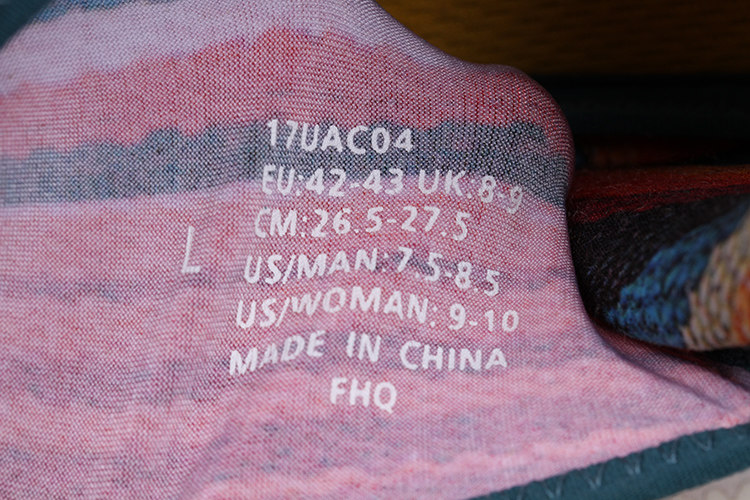 17UAC04
EU:42-43 UK:8-9
CM:26.5-27.5
L
US/MAN:7.5-8.5
US/WOMAN: 9-10
MADE IN CHINA
FHQ